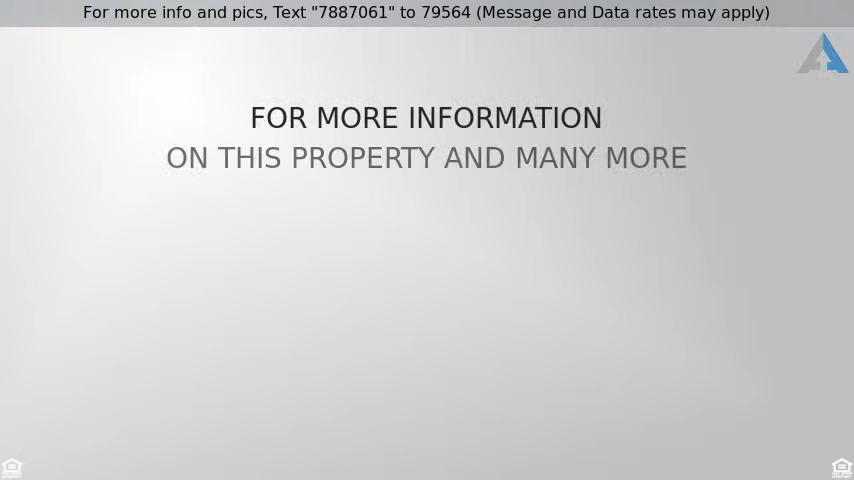 For more info and pics, Text "7887061" to 79564 (Message and Data rates may apply)
FOR MORE INFORMATION
ON THIS PROPERTY AND MANY MORE